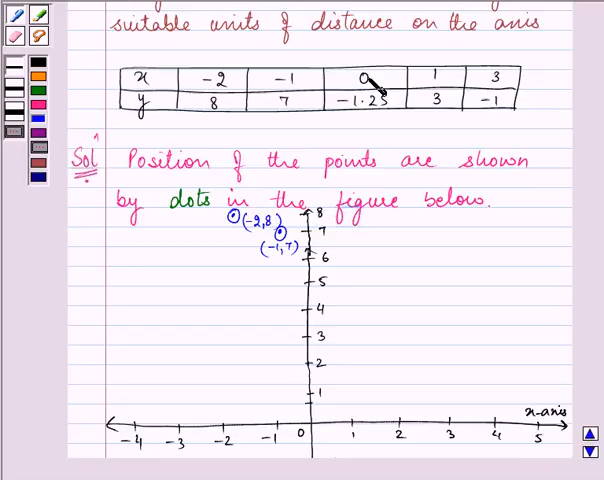 suitable units of distance on the axis
x -2 -1 0 1 3
y 8 7 -1.25 3 -1
Sol^n Position of the points are shown
by dots in the figure below.
8
(-2,8)
7
(-1,7)
6
5
4
3
2
1
x-axis
-4 -3 -2 -1 0 1 2 3 4 5